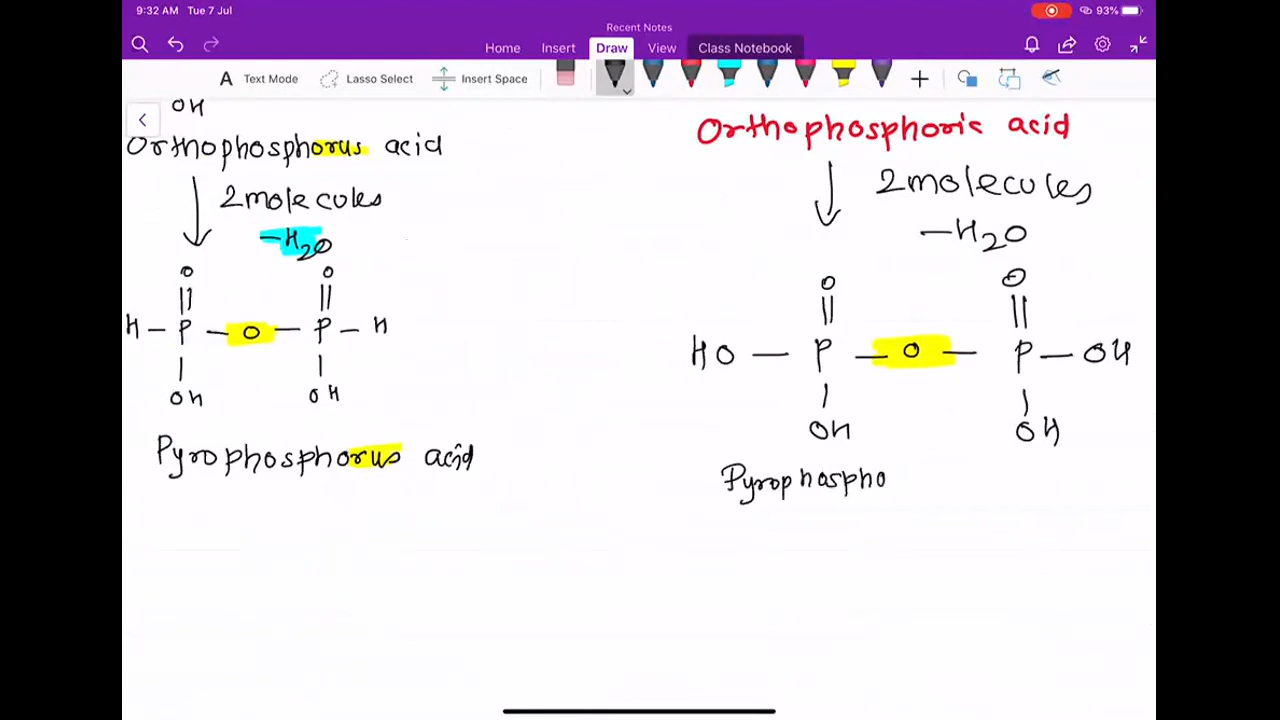 9:32 AM Tue 7 Jul
93%
Recent Notes
Home Insert Draw View Class Notebook
A Text Mode Lasso Select Insert Space
OH
Orthophosphorus acid
2 molecules
-H2O
O O
H - P - O - P - H
OH OH
Pyrophosphorus acid
Orthophosphoric acid
2 molecules
-H2O
O O
HO - P - O - P - OH
OH OH
Pyrophospho